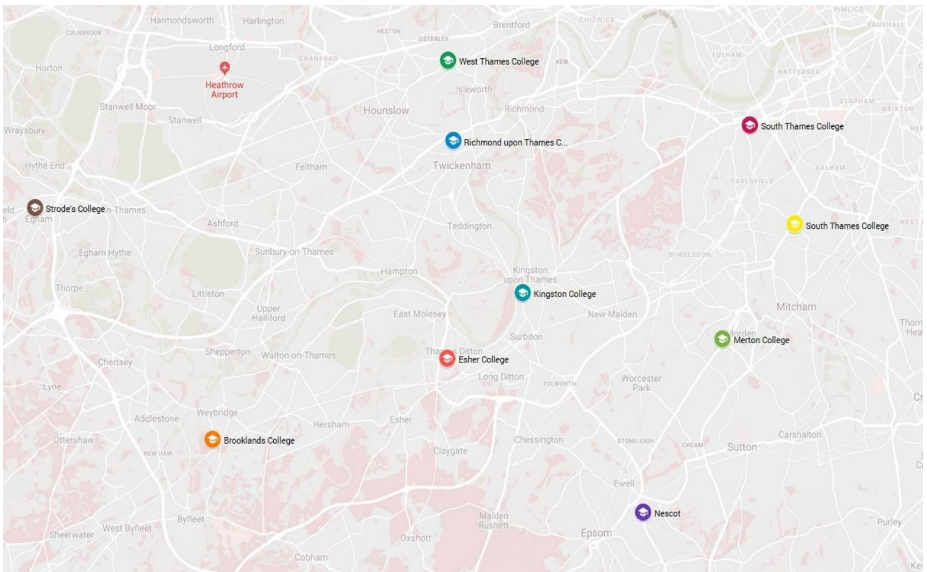 PIMLICO
Harmondsworth
Harlington
Brentford
CHISWICK
River Thames
VAUXHALL
COLNBROOK
HESTON
OSTERLEY
Longford
CRANFORD
West Thames College
KEW
FULHAM
Horton
Heathrow
Airport
BATTERSEA
Isleworth
Stanwell Moor
Hounslow
Richmond
CLAPHAM
BRIXTON
Stanwell
South Thames College
Wraysbury
Richmond upon Thames C...
Hythe End
Feltham
Twickenham
BALHAM
EARLSFIELD
Strode's College
Egham
Ashford
Teddington
South Thames College
Egham Hythe
Sunbury-on-Thames
WIMBLEDON
Hampton
Kingston
upon Thames
Thorpe
Littleton
Kingston College
Upper
Halliford
East Molesey
New Maiden
Mitcham
Surbiton
Merton College
Shepperton
Walton-on-Thames
Esher College
Chertsey
Long Ditton
TOLWORTH
Worcester
Park
Lyne
Weybridge
Addlestone
Hersham
Esher
Ottershaw
Brooklands College
Chessington
STONELEIGH
CHEAM
Sutton
Carshalton
NEW HAW
Claygate
Ewell
Nescot
Malden
Rushett
Byfleet
West Byfleet
Sheerwater
Epsom
Purley
Oxshott
Cobham